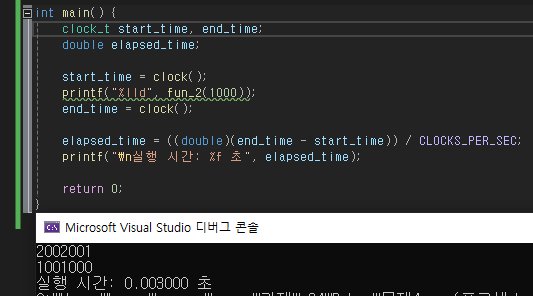 int main() {
clock_t start_time, end_time;
double elapsed_time;
start_time = clock();
printf("%lld", fun_2(1000));
end_time = clock();
elapsed_time = ((double)(end_time - start_time)) / CLOCKS_PER_SEC;
printf("₩n실행 시간: %f 초", elapsed_time);
return 0;
}
Microsoft Visual Studio 디버그 콘솔
2002001
1001000
실행 시간: 0.003000 초